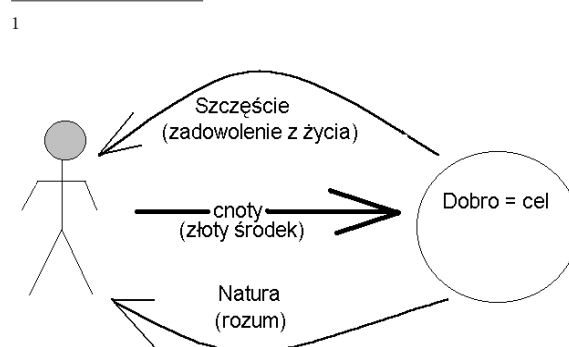 1
Szczęście
(zadowolenie z życia)
cnoty
(złoty środek)
Dobro = cel
Natura
(rozum)